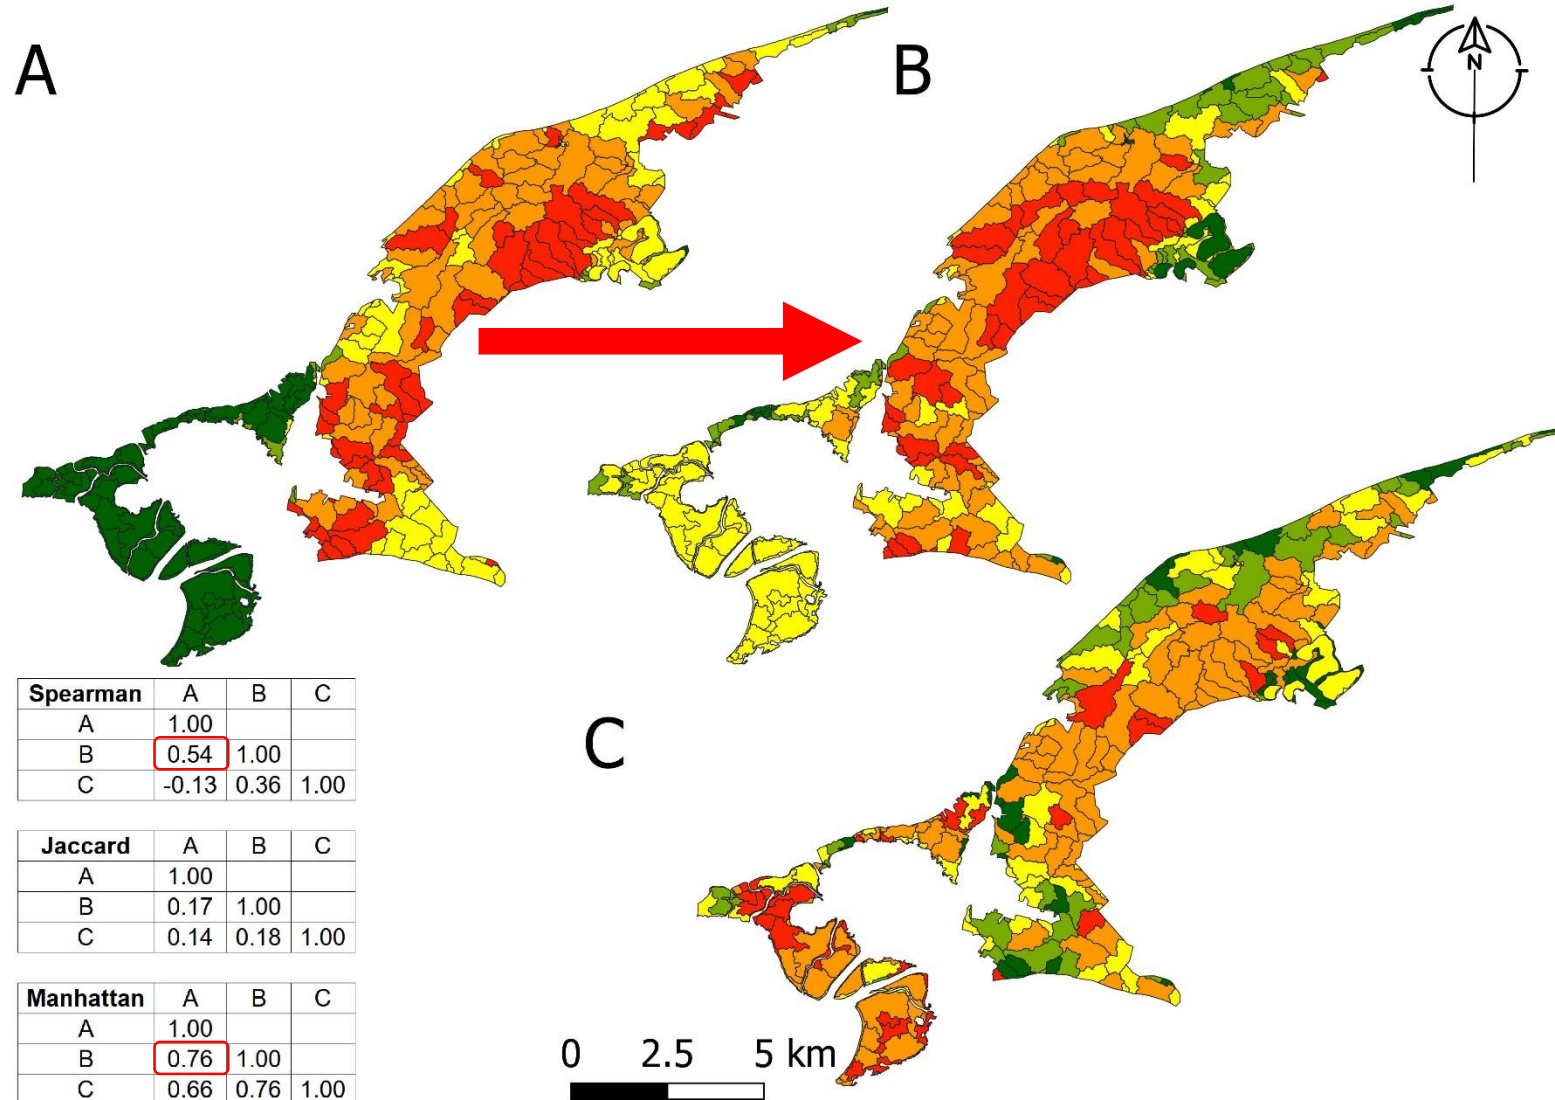 A
B
N
C
Spearman A B C
A 1.00
B 0.54 1.00
C -0.13 0.36 1.00
Jaccard A B C
A 1.00
B 0.17 1.00
C 0.14 0.18 1.00
Manhattan A B C
A 1.00
B 0.76 1.00
C 0.66 0.76 1.00
0 2.5 5 km